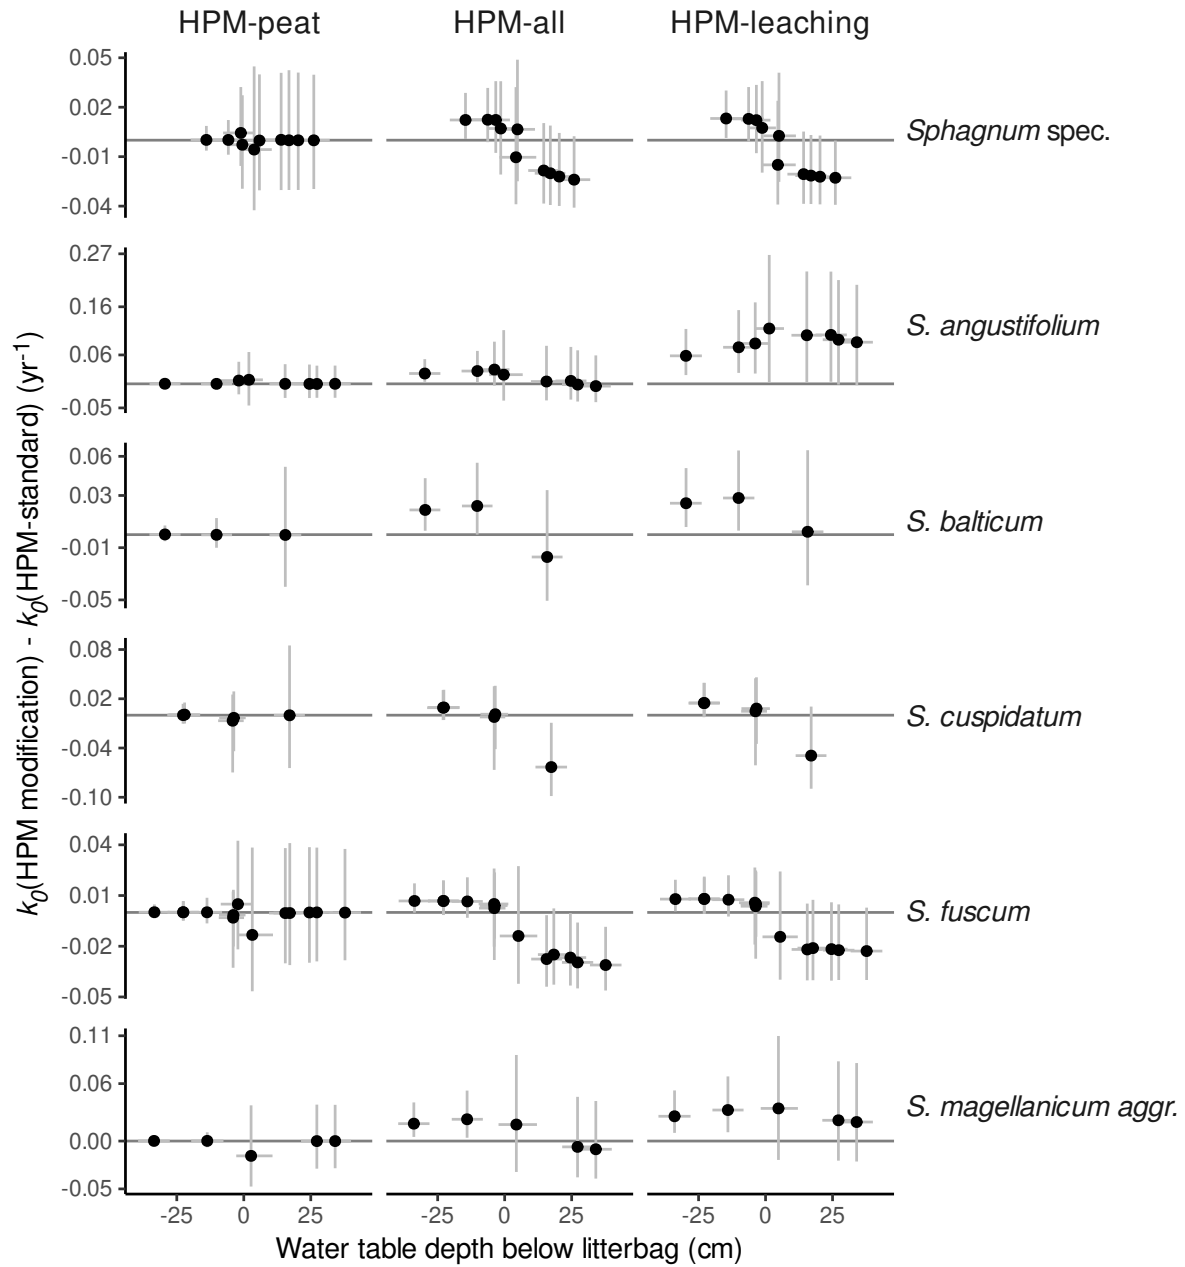 HPM-peat HPM-all HPM-leaching
0.05
0.02
-0.01
-0.04
Sphagnum spec.
0.27
0.16
0.06
-0.05
S. angustifolium
0.06
0.03
-0.01
-0.05
S. balticum
0.08
0.02
-0.04
-0.10
S. cuspidatum
0.04
0.01
-0.02
-0.05
S. fuscum
0.11
0.06
0.00
-0.05
S. magellanicum aggr.
-25 0 25 -25 0 25 -25 0 25
Water table depth below litterbag (cm)
k0(HPM modification) - k0(HPM-standard) (yr-1)